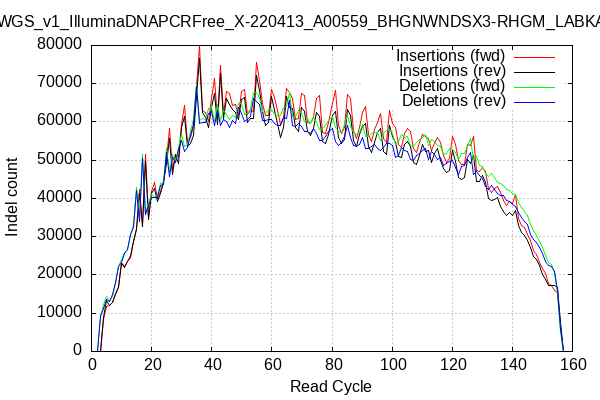 WGS_v1_IlluminaDNAPCRFree_X-220413_A00559_BHGNWNDSX3-RHGM_LABKA
80000
70000
60000
50000
40000
30000
20000
10000
0
Indel count
Insertions (fwd)
Insertions (rev)
Deletions (fwd)
Deletions (rev)
0 20 40 60 80 100 120 140 160
Read Cycle